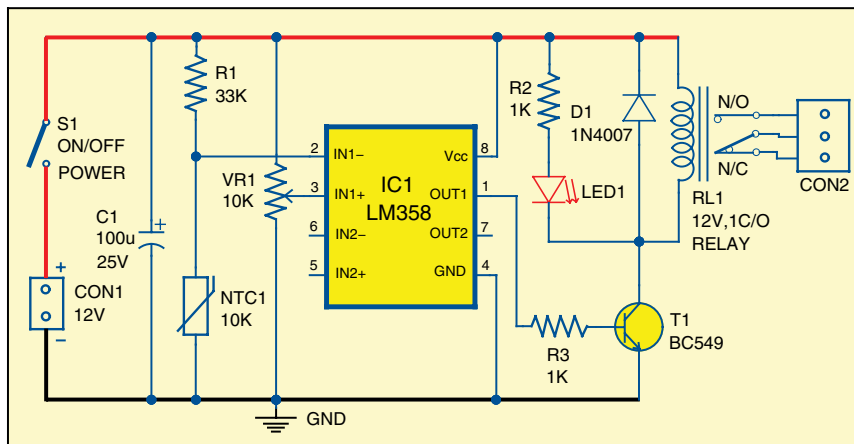 S1
ON/OFF
POWER
+
CON1
12V
−
C1
100u
25V
+
R1
33K
NTC1
10K
VR1
10K
2
3
6
5
IN1−
IN1+
IN2−
IN2+
IC1
LM358
Vcc
OUT1
OUT2
GND
8
1
7
4
GND
R2
1K
LED1
D1
1N4007
R3
1K
T1
BC549
RL1
12V,1C/O
RELAY
N/O
N/C
CON2